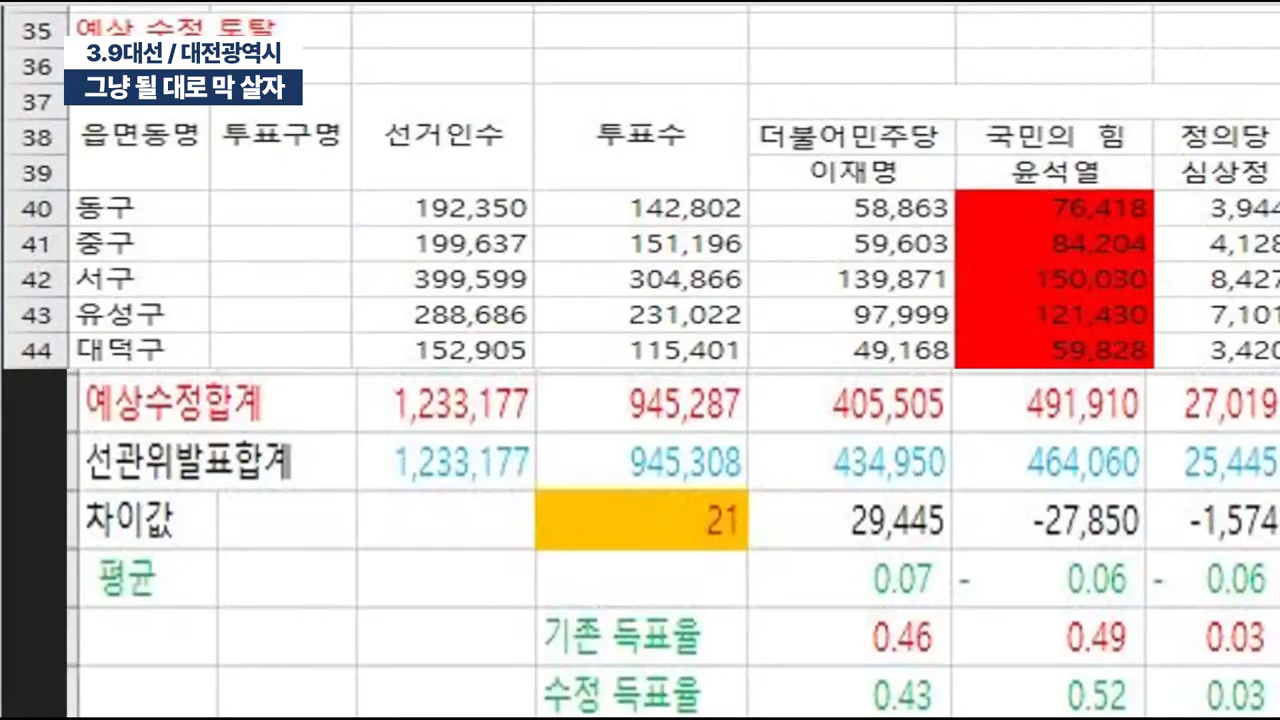 35 예상 수정 토탈
3.9대선 / 대전광역시
36
그냥 될 대로 막 살자
37
38 읍면동명 투표구명 선거인수 투표수 더불어민주당 국민의 힘 정의당
39 이재명 윤석열 심상정
40 동구 192,350 142,802 58,863 76,418 3,944
41 중구 199,637 151,196 59,603 84,204 4,128
42 서구 399,599 304,866 139,871 150,030 8,427
43 유성구 288,686 231,022 97,999 121,430 7,101
44 대덕구 152,905 115,401 49,168 59,828 3,420
예상수정합계 1,233,177 945,287 405,505 491,910 27,019
선관위발표합계 1,233,177 945,308 434,950 464,060 25,445
차이값 21 29,445 -27,850 -1,574
평균 0.07 - 0.06 - 0.06
기존 득표율 0.46 0.49 0.03
수정 득표율 0.43 0.52 0.03